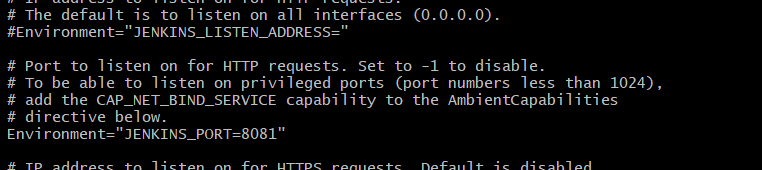 # IP address to listen on for HTTP requests.
# The default is to listen on all interfaces (0.0.0.0).
#Environment="JENKINS_LISTEN_ADDRESS="
# Port to listen on for HTTP requests. Set to -1 to disable.
# To be able to listen on privileged ports (port numbers less than 1024),
# add the CAP_NET_BIND_SERVICE capability to the AmbientCapabilities
# directive below.
Environment="JENKINS_PORT=8081"
# IP address to listen on for HTTPS requests. Default is disabled.